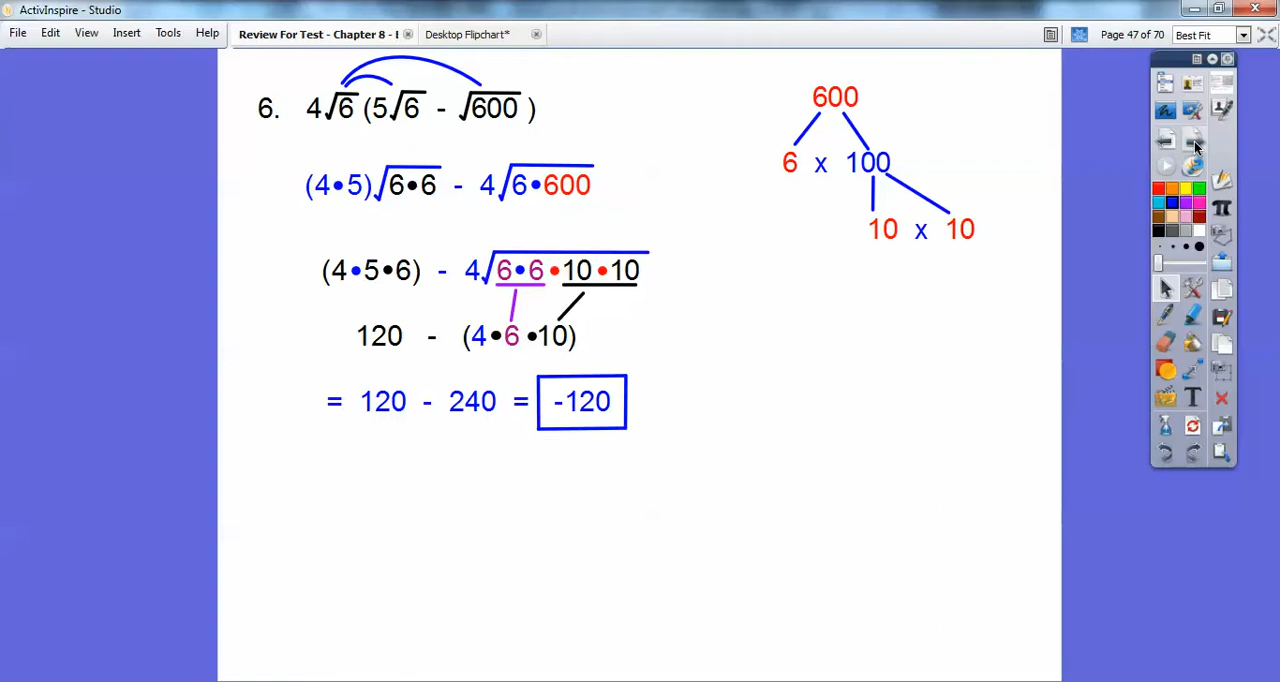 ActivInspire - Studio
File Edit View Insert Tools Help
Review For Test - Chapter 8 - E
Desktop Flipchart*
Page 47 of 70
Best Fit
6. 4√6 (5√6 - √600 )
(4•5)√6•6 - 4√6•600
(4•5•6) - 4√6•6•10•10
120 - (4•6•10)
= 120 - 240 = -120
600
6 x 100
10 x 10